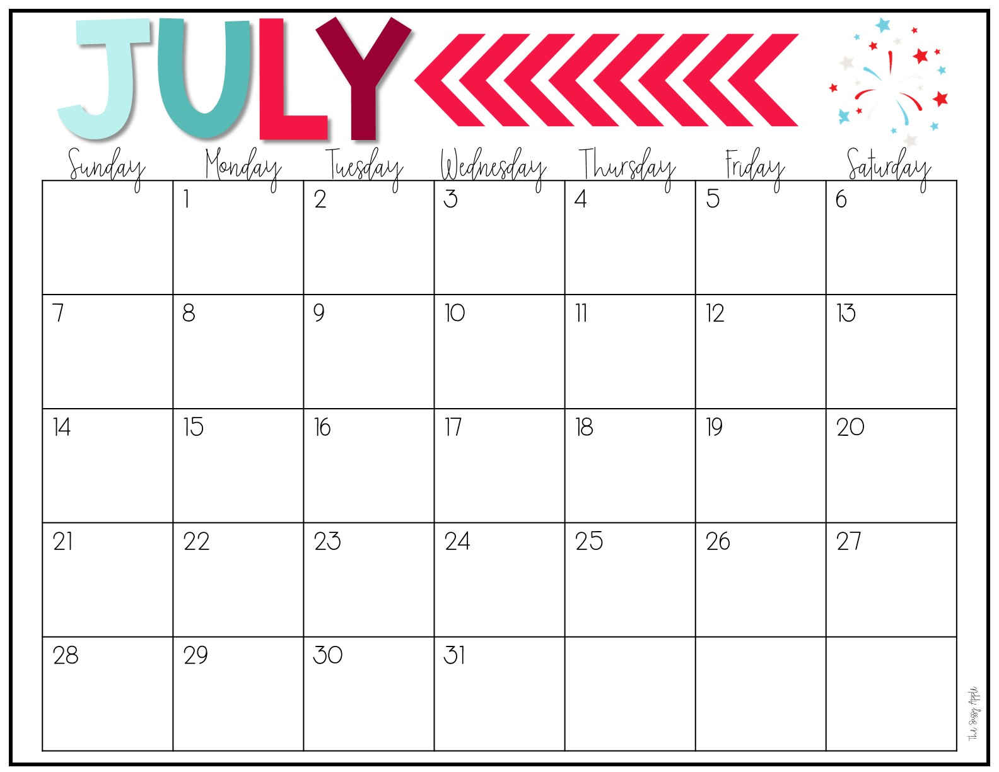 JULY
Sunday Monday Tuesday Wednesday Thursday Friday Saturday
1 2 3 4 5 6
7 8 9 10 11 12 13
14 15 16 17 18 19 20
21 22 23 24 25 26 27
28 29 30 31
The Sassy Apple